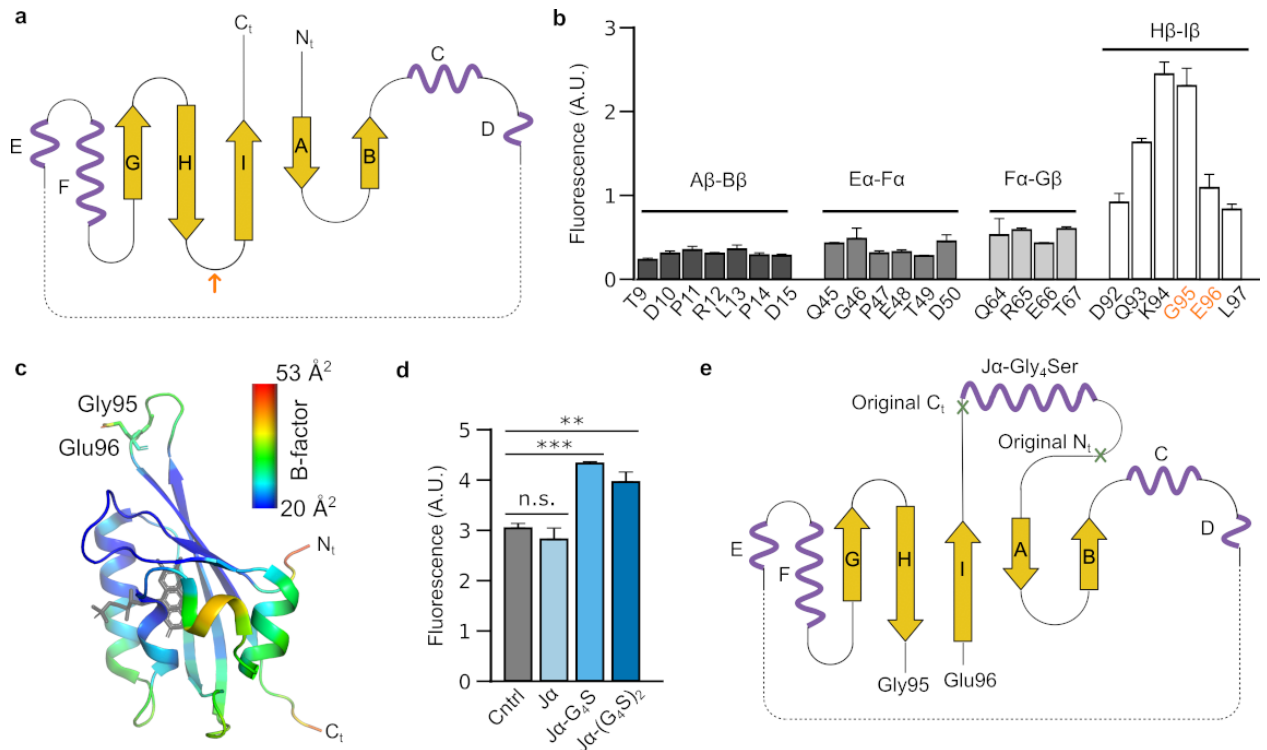 a
Cₜ
Nₜ
C
D
E
F
G
H
I
A
B
b
Fluorescence (A.U.)
3
2
1
0
Aβ-Bβ
Eα-Fα
Fα-Gβ
Hβ-Iβ
T9
D10
P11
R12
L13
P14
D15
Q45
G46
P47
E48
T49
D50
Q64
R65
E66
T67
D92
Q93
K94
G95
E96
L97
c
53 Å²
B-factor
20 Å²
Gly95
Glu96
Nₜ
Cₜ
d
Fluorescence (A.U.)
5
4
3
2
1
0
**
***
n.s.
Cntrl
Jα
Jα-G₄S
Jα-(G₄S)₂
e
Jα-Gly₄Ser
Original Cₜ
Original Nₜ
C
D
E
F
G
H
I
A
B
Gly95
Glu96